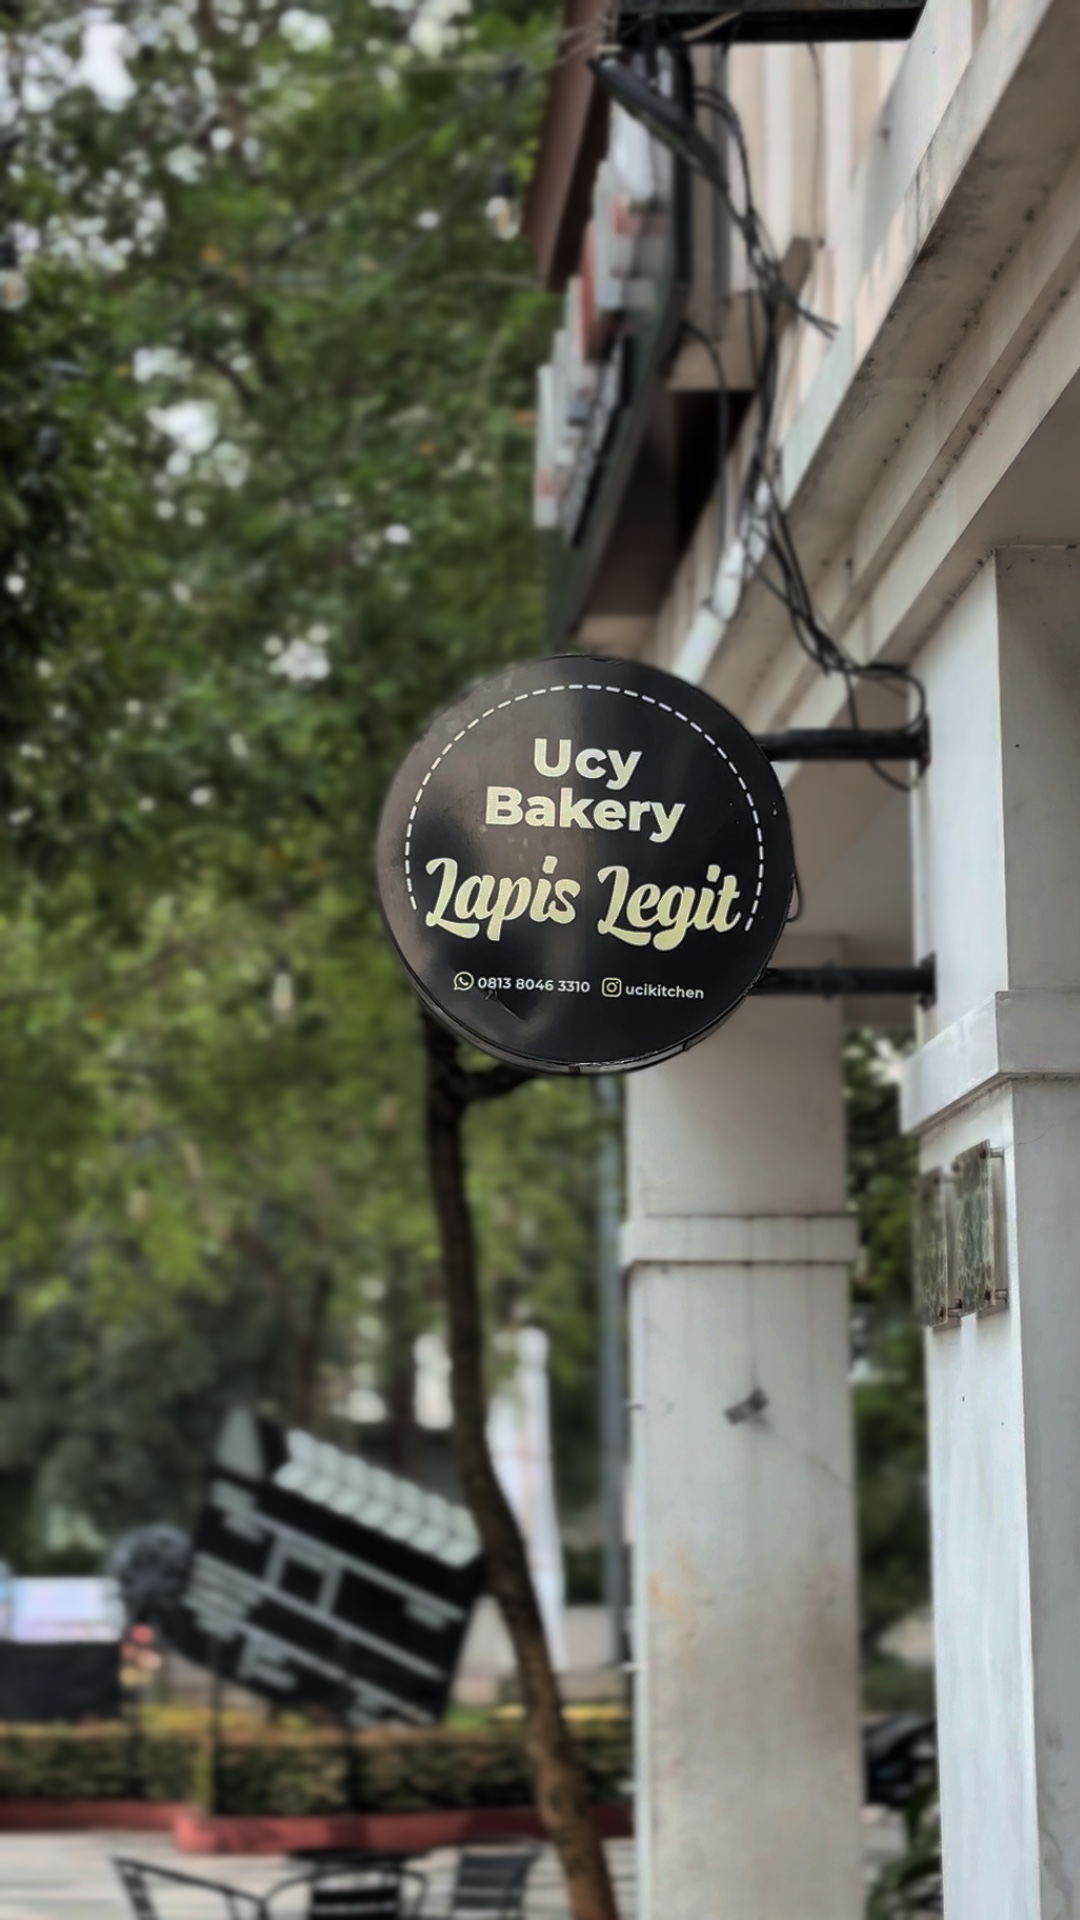 Ucy
Bakery
Lapis Legit
0813 8046 3310 ucikitchen